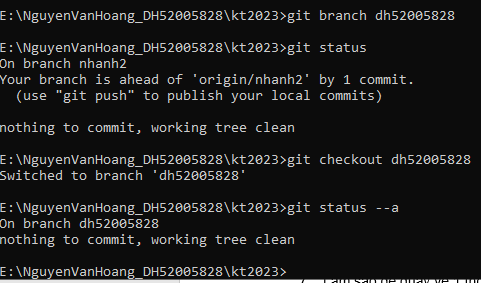 E:\NguyenVanHoang_DH52005828\kt2023>git branch dh52005828
E:\NguyenVanHoang_DH52005828\kt2023>git status
On branch nhanh2
Your branch is ahead of 'origin/nhanh2' by 1 commit.
  (use "git push" to publish your local commits)
nothing to commit, working tree clean
E:\NguyenVanHoang_DH52005828\kt2023>git checkout dh52005828
Switched to branch 'dh52005828'
E:\NguyenVanHoang_DH52005828\kt2023>git status --a
On branch dh52005828
nothing to commit, working tree clean
E:\NguyenVanHoang_DH52005828\kt2023>